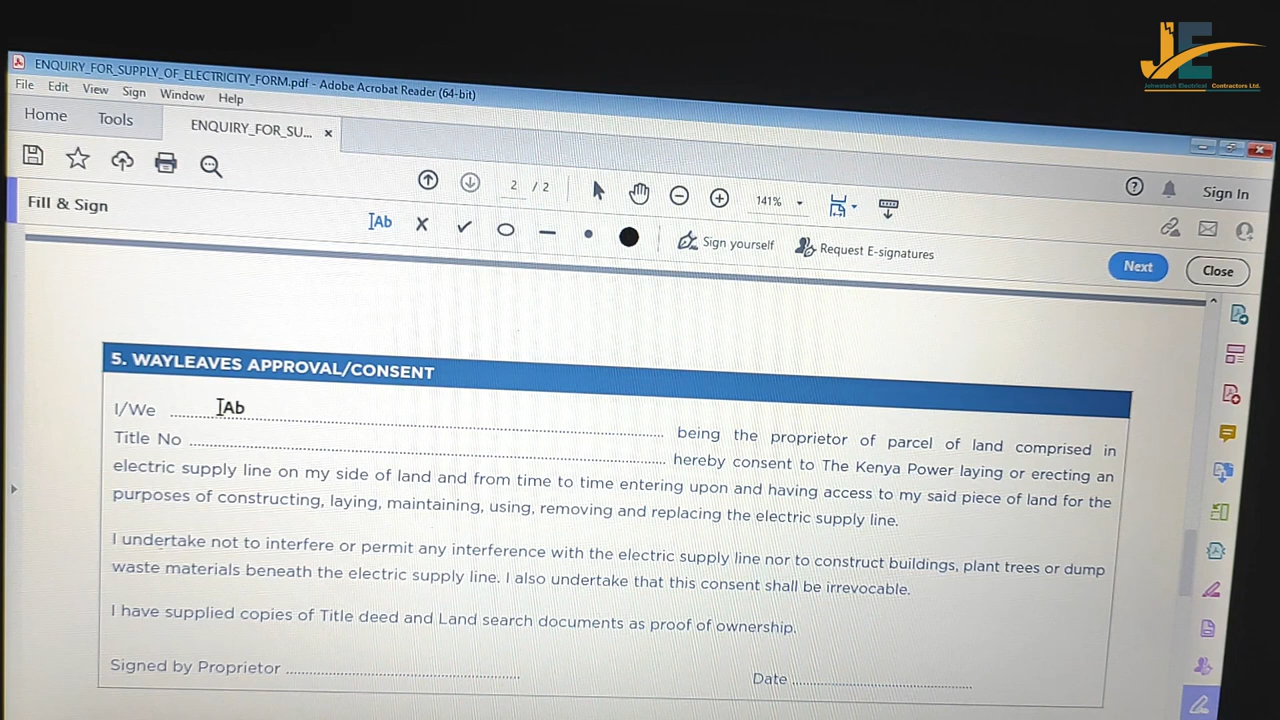 JE
Johwatech Electrical Contractors Ltd.
ENQUIRY_FOR_SUPPLY_OF_ELECTRICITY_FORM.pdf - Adobe Acrobat Reader (64-bit)
File Edit View Sign Window Help
Home Tools ENQUIRY_FOR_SU... ×
2 / 2 141% Sign In
Fill & Sign IAb Sign yourself Request E-signatures Next Close
5. WAYLEAVES APPROVAL/CONSENT
I/We ...... IAb ...... being the proprietor of parcel of land comprised in
Title No ...... hereby consent to The Kenya Power laying or erecting an
electric supply line on my side of land and from time to time entering upon and having access to my said piece of land for the
purposes of constructing, laying, maintaining, using, removing and replacing the electric supply line.
I undertake not to interfere or permit any interference with the electric supply line nor to construct buildings, plant trees or dump
waste materials beneath the electric supply line. I also undertake that this consent shall be irrevocable.
I have supplied copies of Title deed and Land search documents as proof of ownership.
Signed by Proprietor ...... Date ......